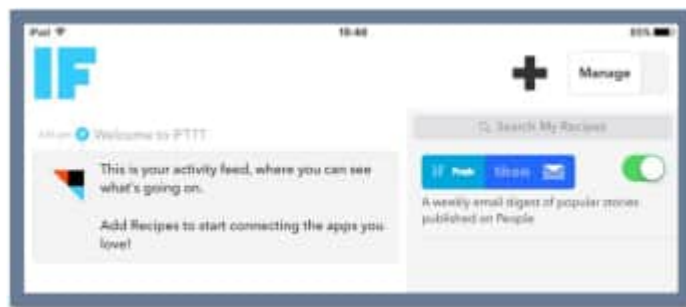 iPad
IF
Manage
Welcome to IFTTT
This is your activity feed, where you can see
what's going on.
Add Recipes to start connecting the apps you
love!
Search My Recipes
A weekly email digest of popular stories
published on People